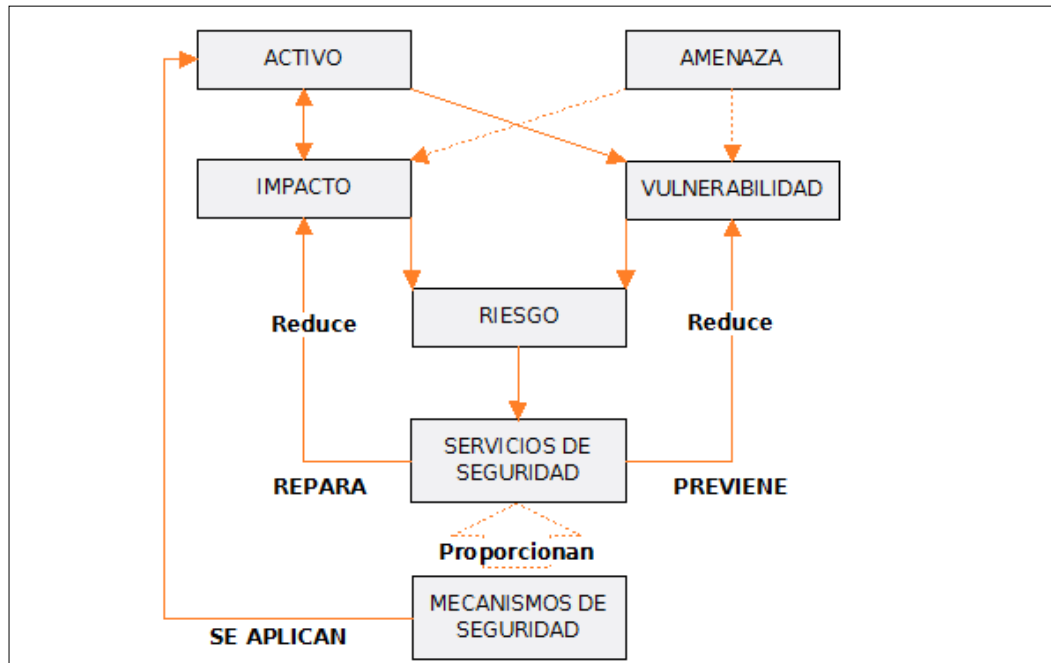 ACTIVO
AMENAZA
IMPACTO
VULNERABILIDAD
RIESGO
Reduce
Reduce
SERVICIOS DE
SEGURIDAD
REPARA
PREVIENE
Proporcionan
MECANISMOS DE
SEGURIDAD
SE APLICAN